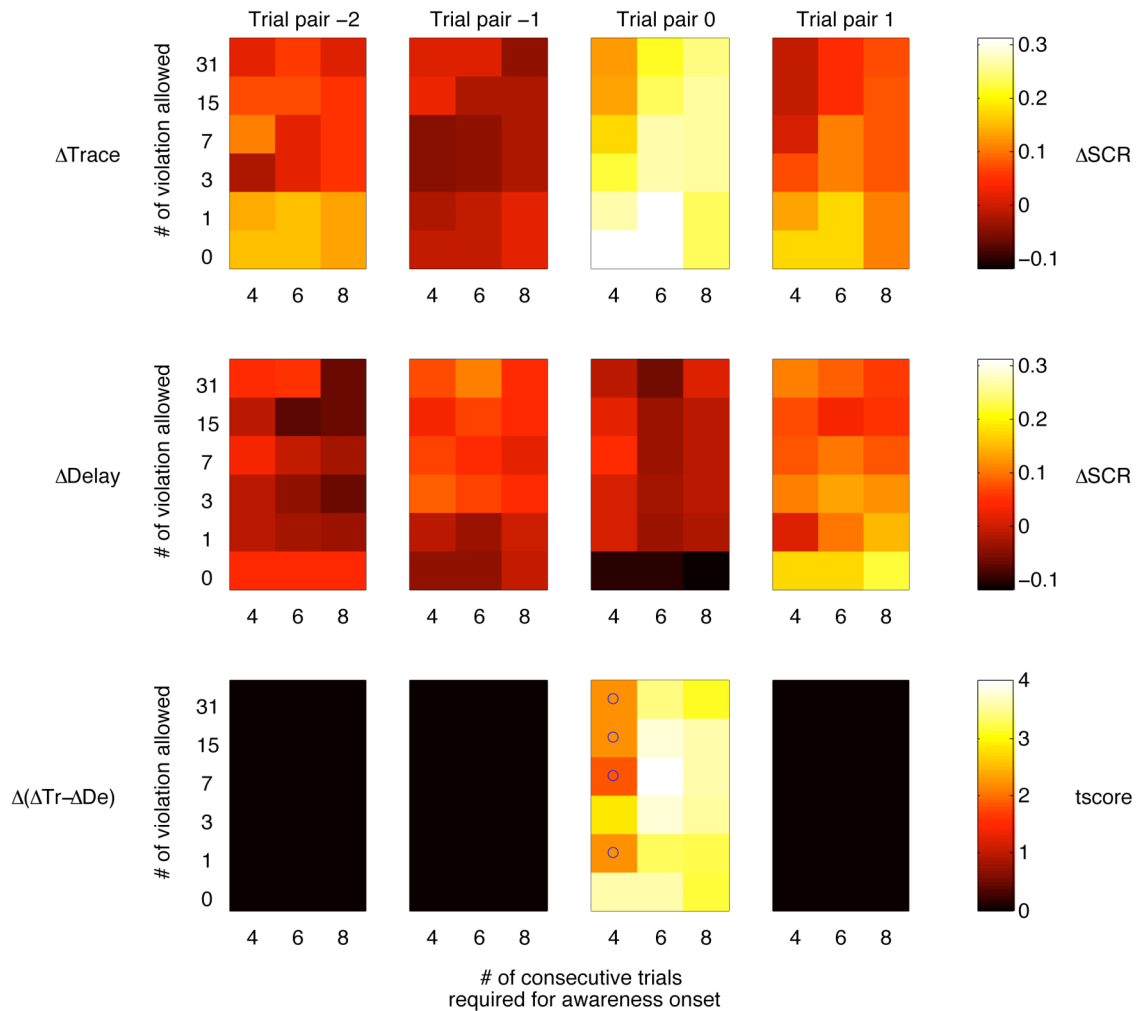 Trial pair −2 Trial pair −1 Trial pair 0 Trial pair 1
ΔTrace
# of violation allowed
31
15
7
3
1
0
4 6 8 4 6 8 4 6 8 4 6 8
0.3
0.2
0.1
0
−0.1
ΔSCR
ΔDelay
# of violation allowed
31
15
7
3
1
0
4 6 8 4 6 8 4 6 8 4 6 8
0.3
0.2
0.1
0
−0.1
ΔSCR
Δ(ΔTr−ΔDe)
# of violation allowed
31
15
7
3
1
0
4 6 8 4 6 8 4 6 8 4 6 8
4
3
2
1
0
tscore
# of consecutive trials
required for awareness onset